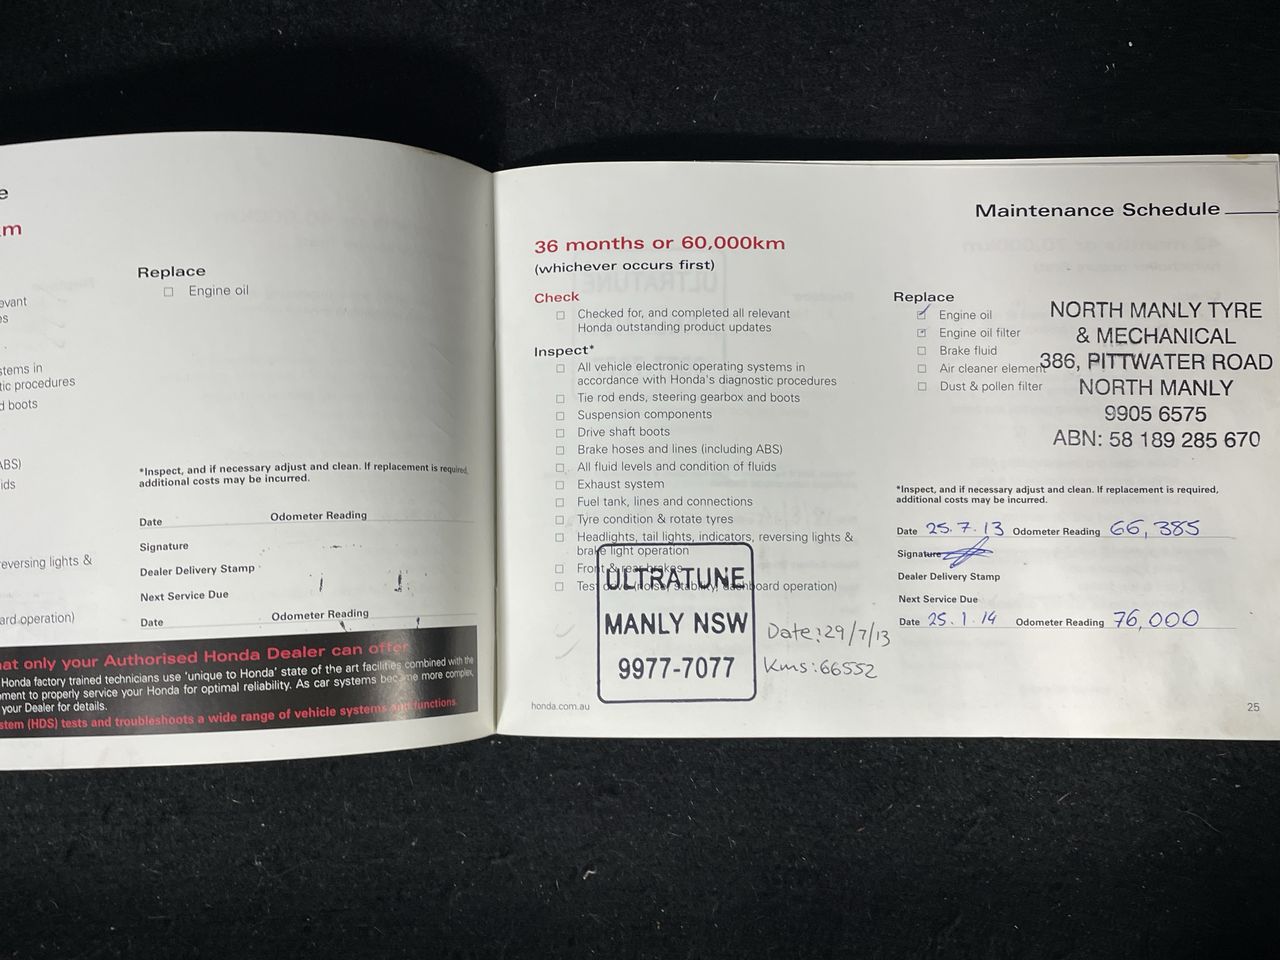 e
m
evant
es
stems in
tic procedures
d boots
ABS)
ids
eversing lights &
ard operation)
Replace
Engine oil
*Inspect, and if necessary adjust and clean. If replacement is required,
additional costs may be incurred.
Date Odometer Reading
Signature
Dealer Delivery Stamp
Next Service Due
Date Odometer Reading
at only your Authorised Honda Dealer can offer
Honda factory trained technicians use 'unique to Honda' state of the art facilities combined with the
ment to properly service your Honda for optimal reliability. As car systems become more complex,
your Dealer for details.
stem (HDS) tests and troubleshoots a wide range of vehicle systems and functions.
Maintenance Schedule
36 months or 60,000km
(whichever occurs first)
Check
Checked for, and completed all relevant
Honda outstanding product updates
Inspect*
All vehicle electronic operating systems in
accordance with Honda's diagnostic procedures
Tie rod ends, steering gearbox and boots
Suspension components
Drive shaft boots
Brake hoses and lines (including ABS)
All fluid levels and condition of fluids
Exhaust system
Fuel tank, lines and connections
Tyre condition & rotate tyres
Headlights, tail lights, indicators, reversing lights &
brake light operation
Front & rear brakes
Test drive (noise, stability, dashboard operation)
ULTRATUNE
MANLY NSW
9977-7077
Date: 29/7/13
Kms: 66552
honda.com.au
Replace
Engine oil
Engine oil filter
Brake fluid
Air cleaner element
Dust & pollen filter
NORTH MANLY TYRE
& MECHANICAL
386, PITTWATER ROAD
NORTH MANLY
9905 6575
ABN: 58 189 285 670
*Inspect, and if necessary adjust and clean. If replacement is required,
additional costs may be incurred.
Date 25.7.13 Odometer Reading 66,385
Signature
Dealer Delivery Stamp
Next Service Due
Date 25.1.14 Odometer Reading 76,000
25